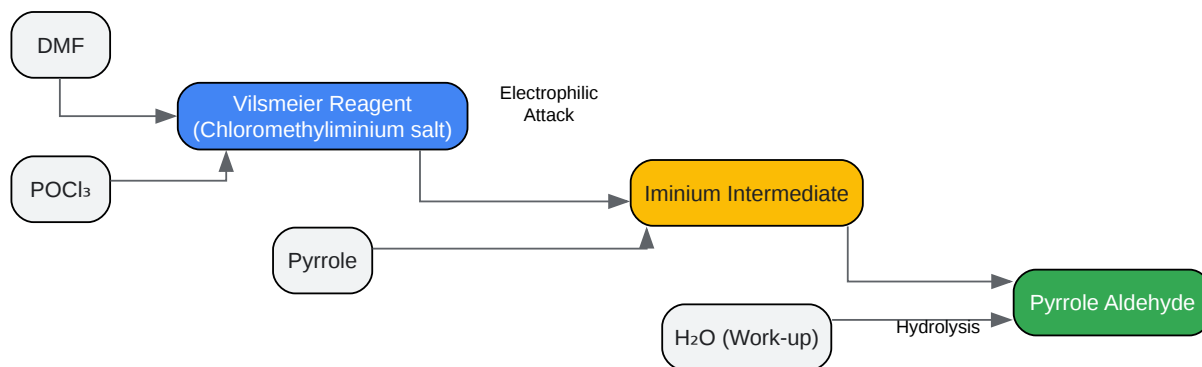 DMF
Vilsmeier Reagent
(Chloromethyliminium salt)
Electrophilic
Attack
POCl₃
Iminium Intermediate
Pyrrole
Pyrrole Aldehyde
H₂O (Work-up)
Hydrolysis